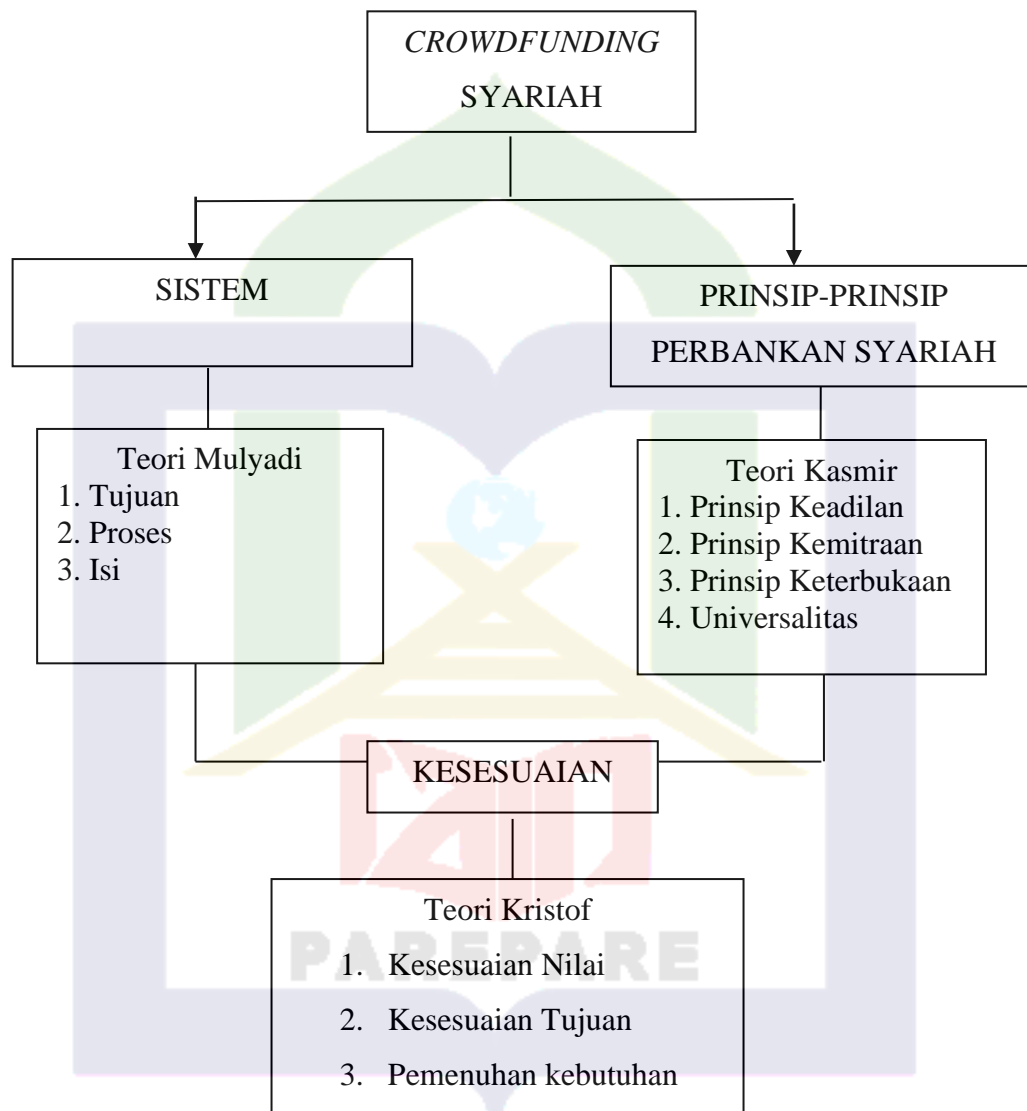 CROWDFUNDING
SYARIAH
SISTEM
PRINSIP-PRINSIP
PERBANKAN SYARIAH
Teori Mulyadi
1. Tujuan
2. Proses
3. Isi
Teori Kasmir
1. Prinsip Keadilan
2. Prinsip Kemitraan
3. Prinsip Keterbukaan
4. Universalitas
KESESUAIAN
Teori Kristof
1. Kesesuaian Nilai
2. Kesesuaian Tujuan
3. Pemenuhan kebutuhan
PAREPARE